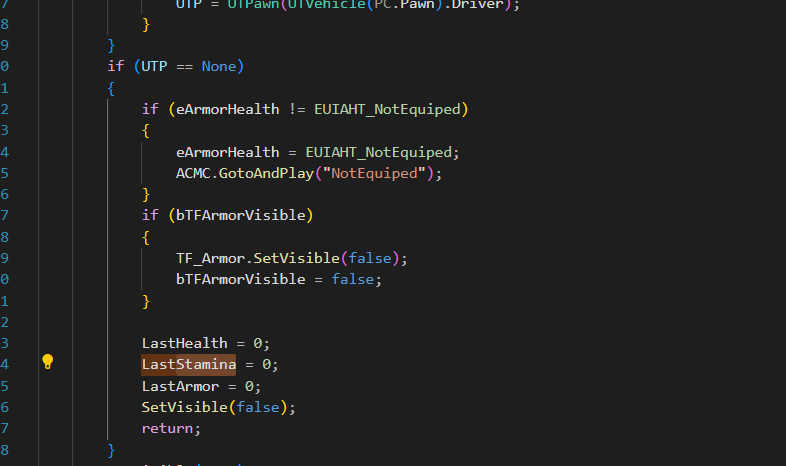 7 UTP = UTPawn(UTVehicle(PC.Pawn).Driver);
8 }
9 }
0 if (UTP == None)
1 {
2 if (eArmorHealth != EUIAHT_NotEquiped)
3 {
4 eArmorHealth = EUIAHT_NotEquiped;
5 ACMC.GotoAndPlay("NotEquiped");
6 }
7 if (bTFArmorVisible)
8 {
9 TF_Armor.SetVisible(false);
0 bTFArmorVisible = false;
1 }
2
3 LastHealth = 0;
4 LastStamina = 0;
5 LastArmor = 0;
6 SetVisible(false);
7 return;
8 }